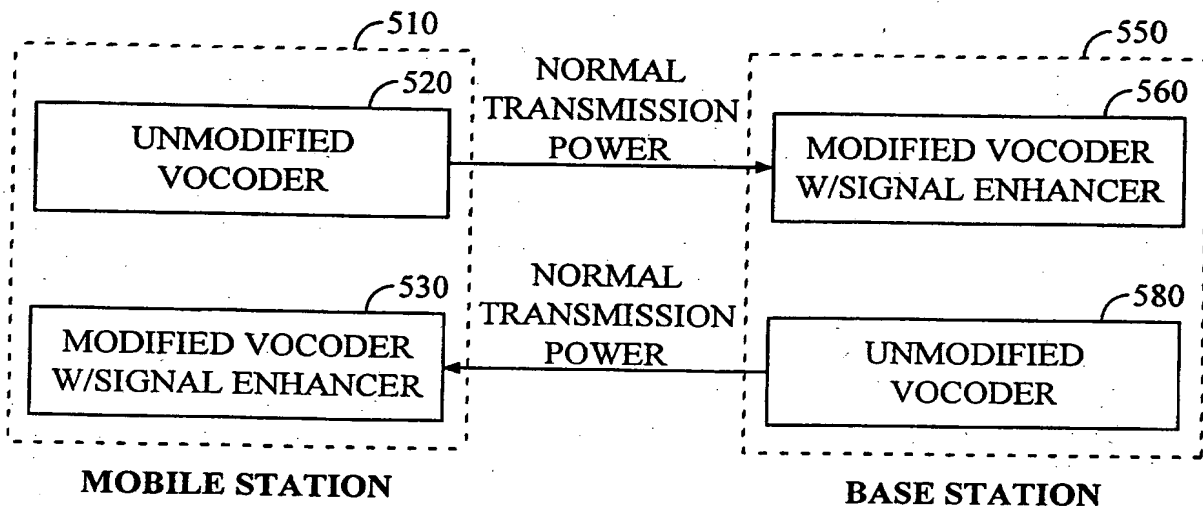 510
550
520
NORMAL
TRANSMISSION
POWER
560
UNMODIFIED
VOCODER
MODIFIED VOCODER
W/SIGNAL ENHANCER
530
NORMAL
TRANSMISSION
POWER
580
MODIFIED VOCODER
W/SIGNAL ENHANCER
UNMODIFIED
VOCODER
MOBILE STATION
BASE STATION